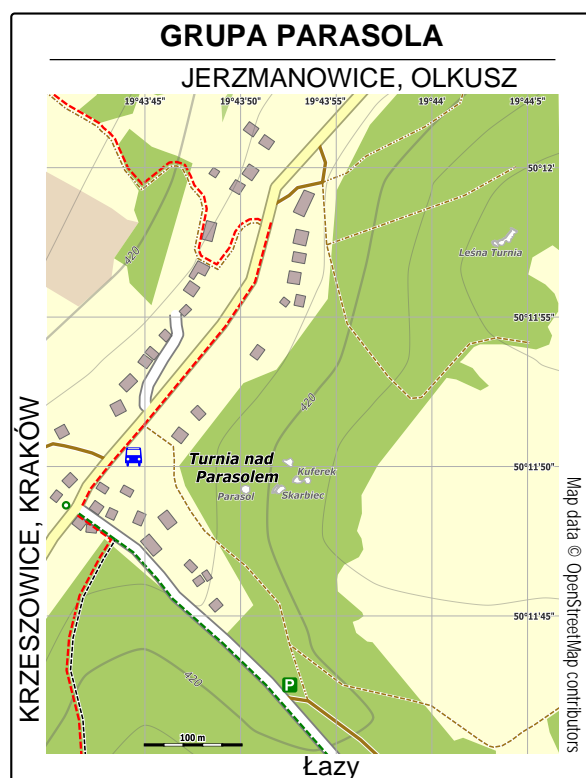 GRUPA PARASOLA
JERZMANOWICE, OLKUSZ
19°43'45" 19°43'50" 19°43'55" 19°44' 19°44'5"
50°12'
420
Leśna Turnia
50°11'55"
420
KRZESZOWICE, KRAKÓW
Turnia nad
Parasolem
Kuferek
Parasol
Skarbiec
50°11'50"
Map data © OpenStreetMap contributors
50°11'45"
420
P
100 m
Łazy